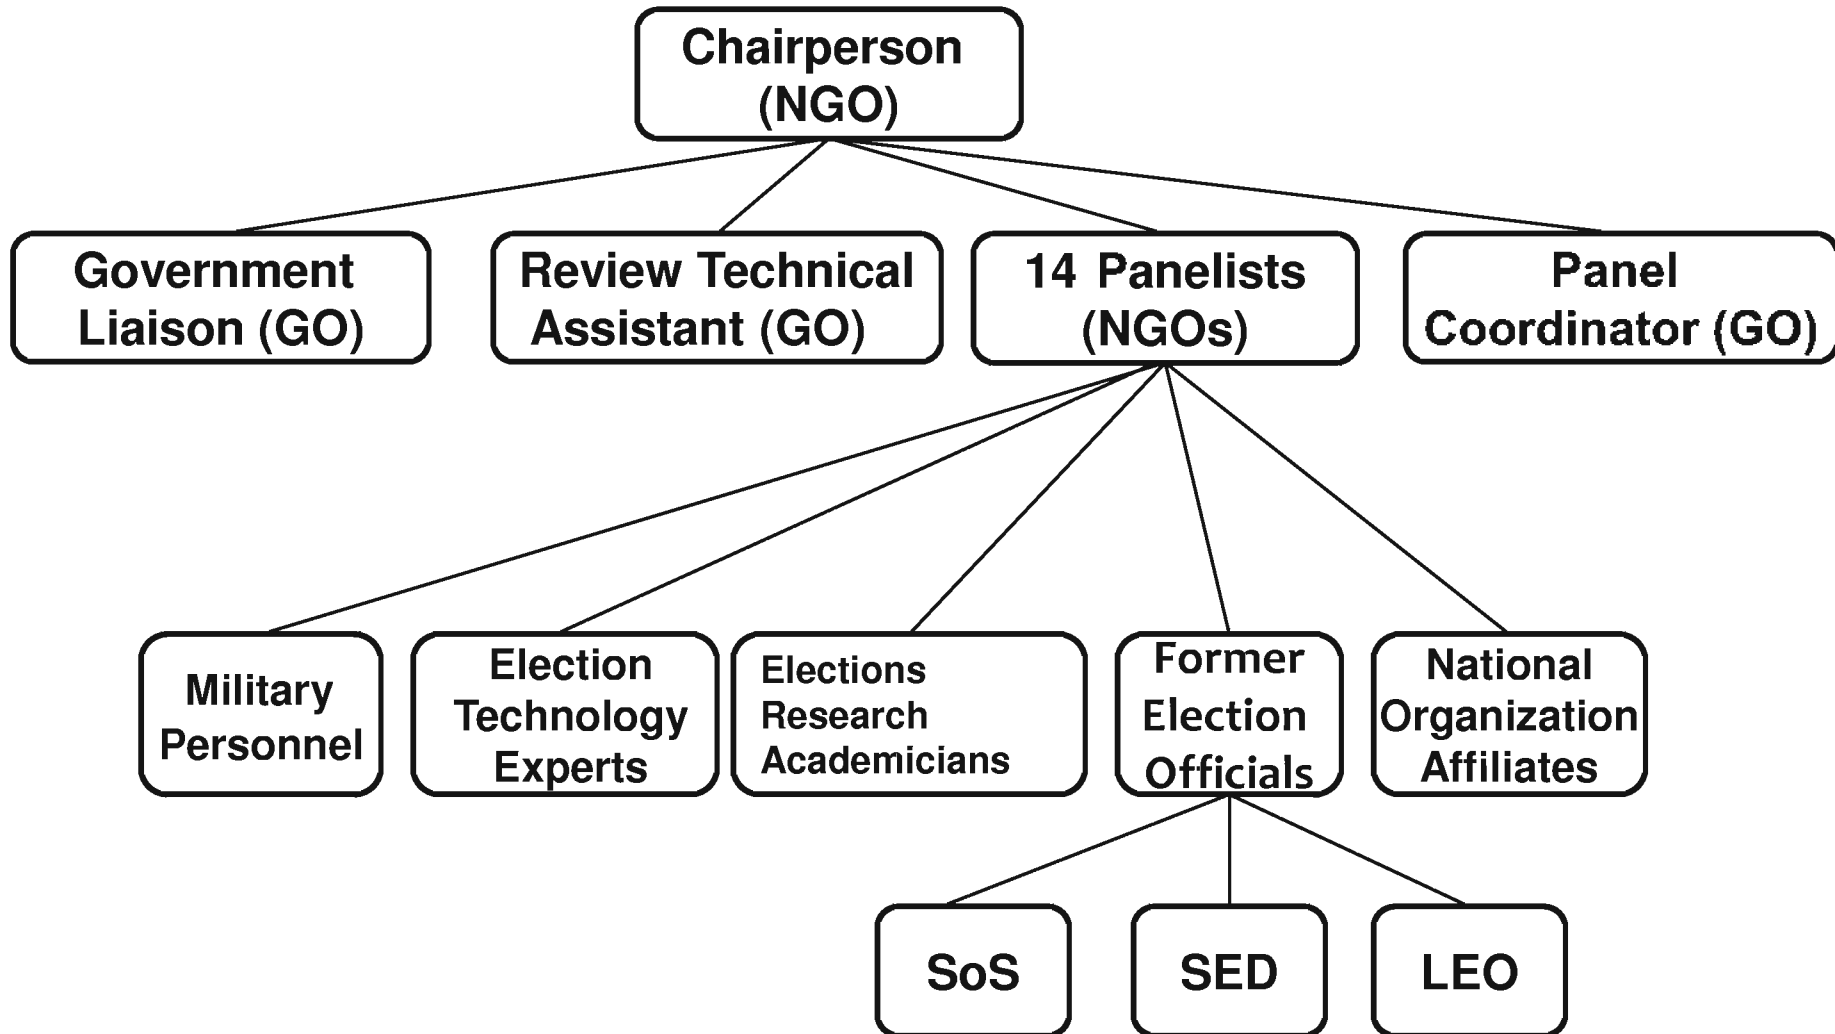 Chairperson
(NGO)
Government
Liaison (GO)
Review Technical
Assistant (GO)
14 Panelists
(NGOs)
Panel
Coordinator (GO)
Military
Personnel
Election
Technology
Experts
Elections
Research
Academicians
Former
Election
Officials
National
Organization
Affiliates
SoS
SED
LEO